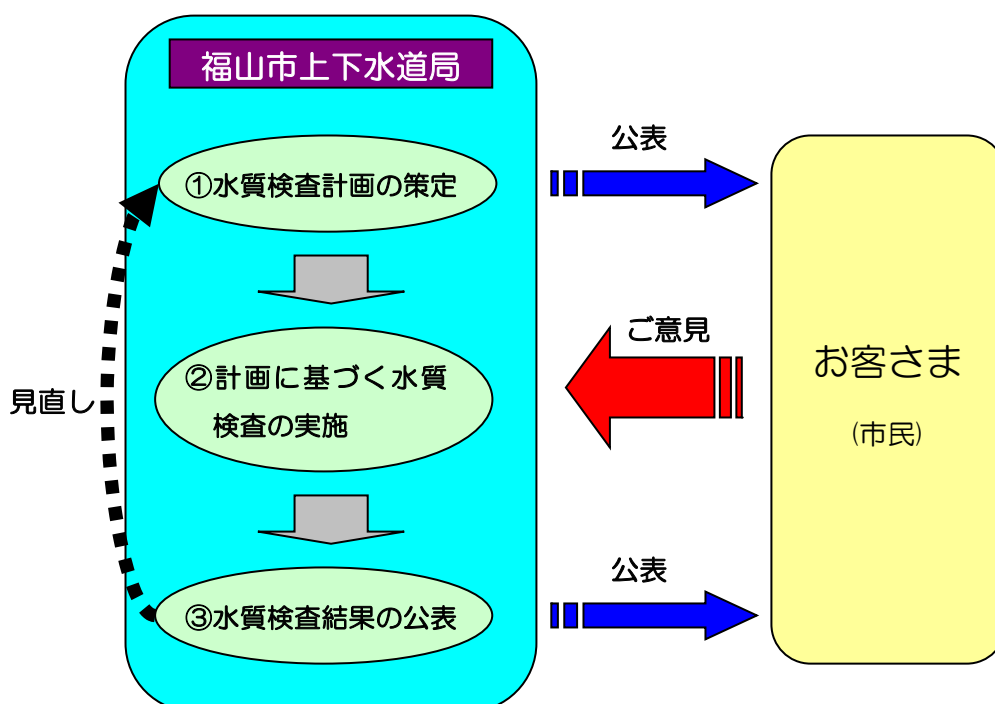 福山市上下水道局
①水質検査計画の策定
公表
ご意見
②計画に基づく水質
検査の実施
見直し
お客さま
(市民)
公表
③水質検査結果の公表